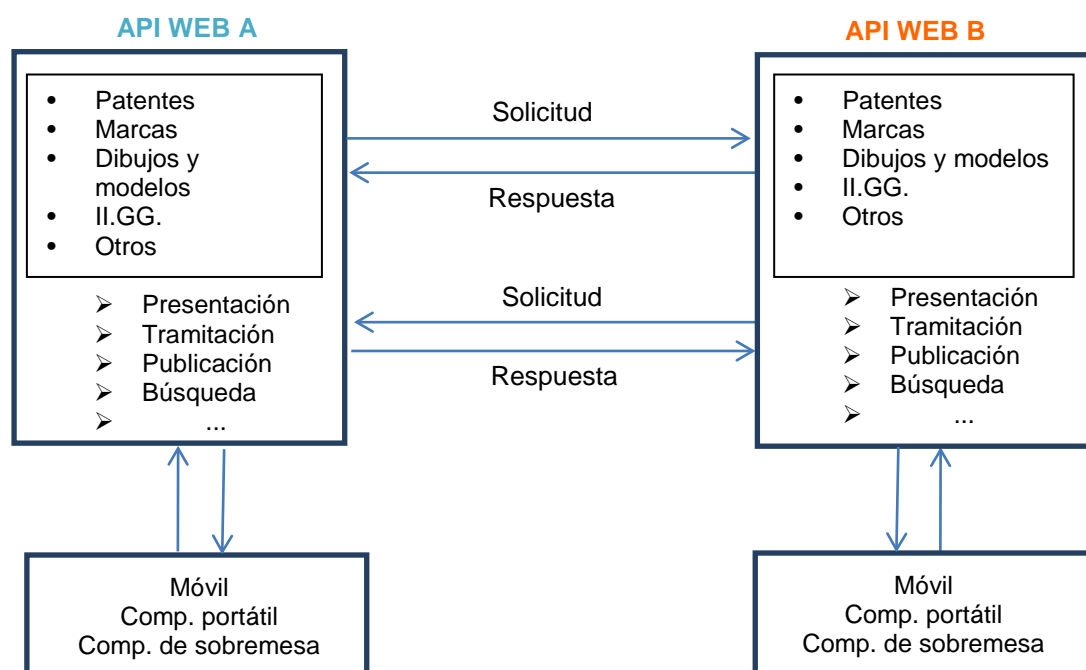 API WEB A
• Patentes
• Marcas
• Dibujos y
modelos
• II.GG.
• Otros
➢ Presentación
➢ Tramitación
➢ Publicación
➢ Búsqueda
➢ ...
Solicitud
Respuesta
Solicitud
Respuesta
API WEB B
• Patentes
• Marcas
• Dibujos y modelos
• II.GG.
• Otros
➢ Presentación
➢ Tramitación
➢ Publicación
➢ Búsqueda
➢ ...
Móvil
Comp. portátil
Comp. de sobremesa
Móvil
Comp. portátil
Comp. de sobremesa